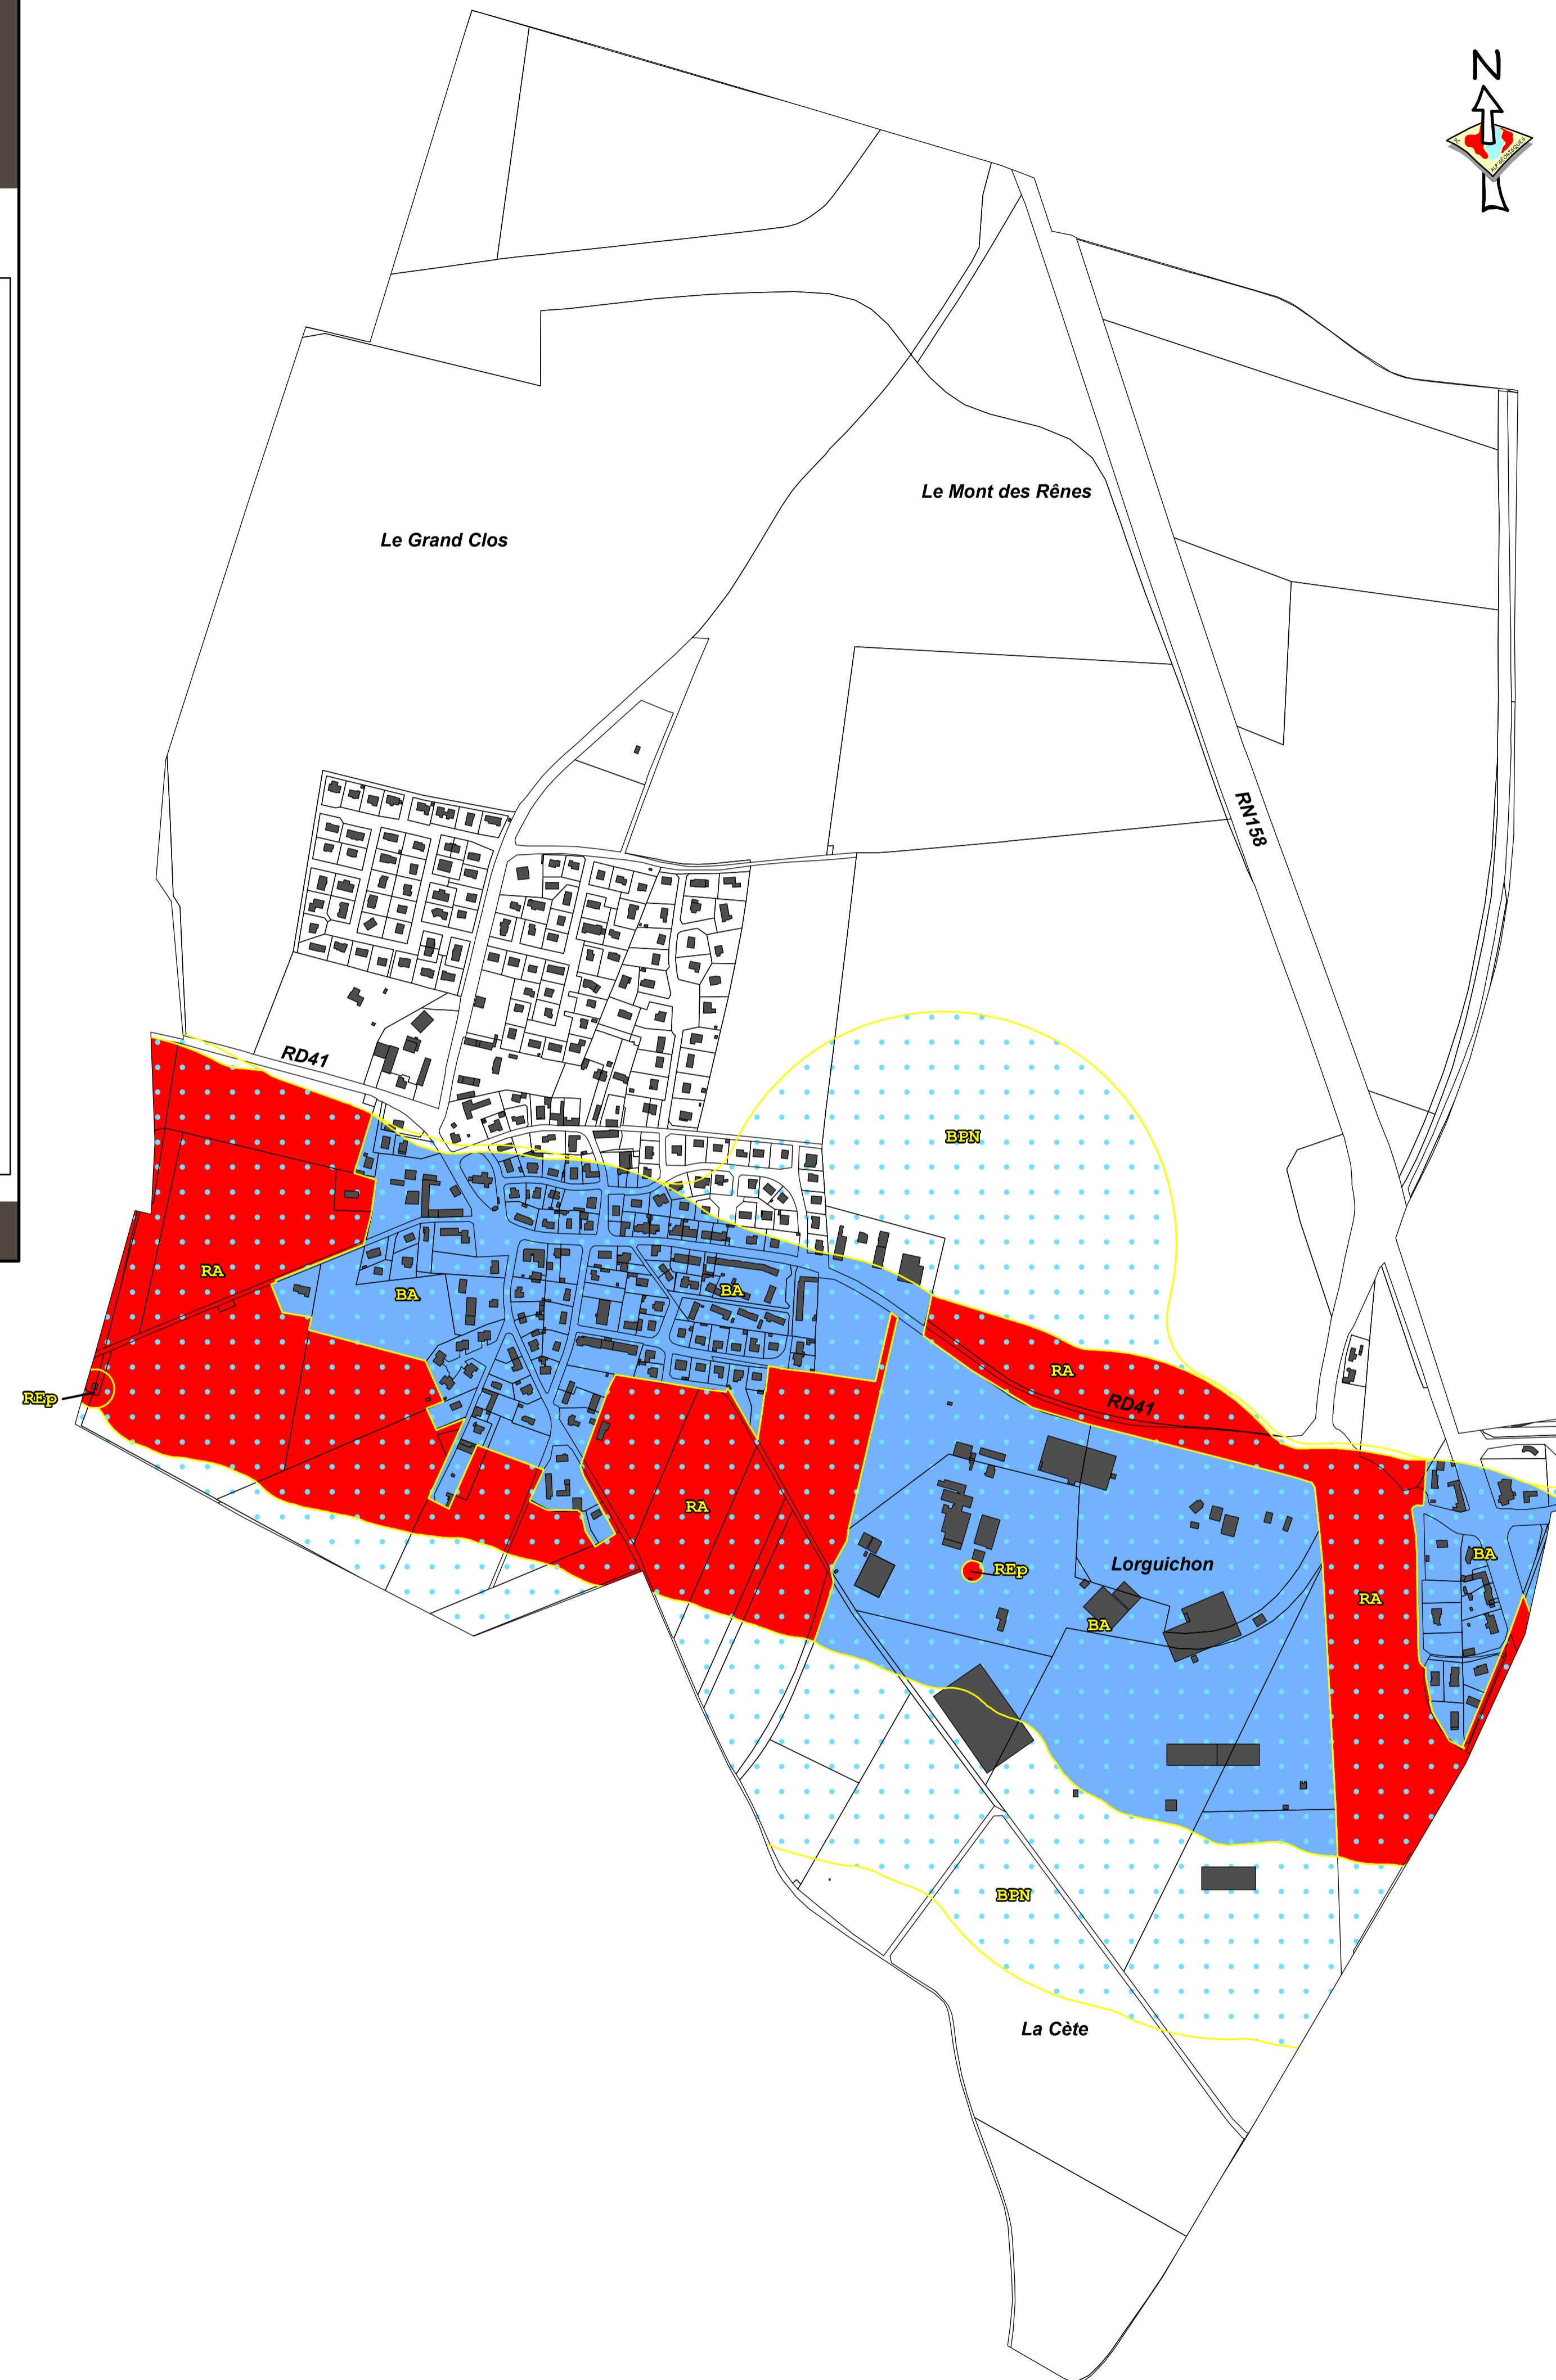 N
R
Le Mont des Rênes
Le Grand Clos
RN158
RD41
BPN
RA
BA
BA
RA
REp
RD41
RA
BA
Lorguichon
REp
RA
BA
BPN
La Cète